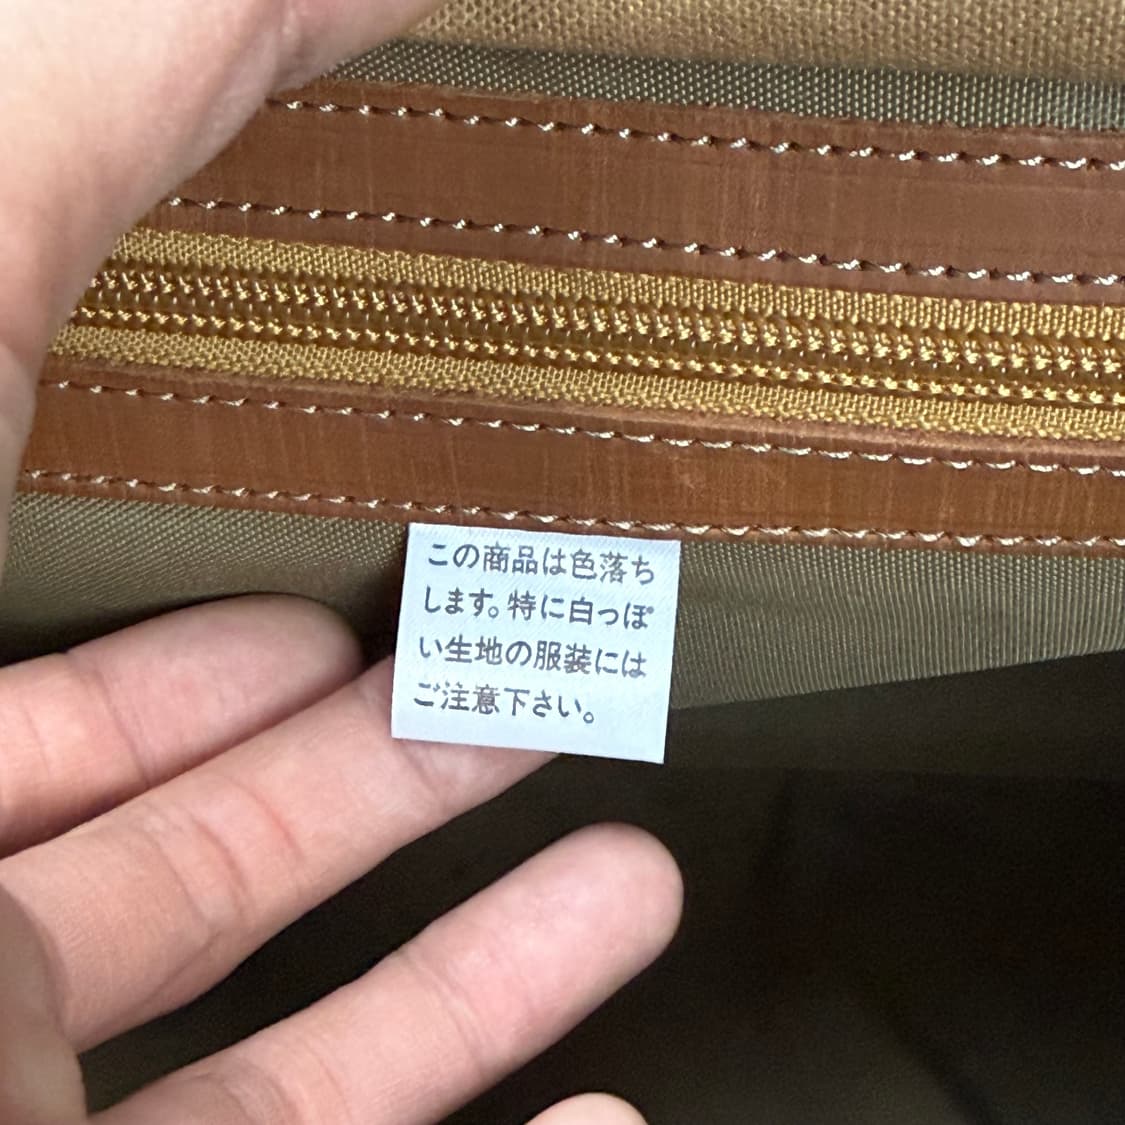 この商品は色落ち
します。特に白っぽ
い生地の服装には
ご注意下さい。